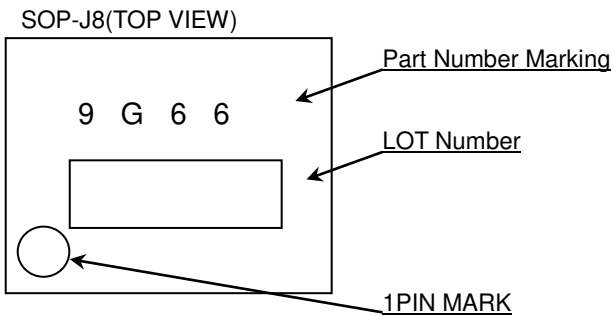 SOP-J8(TOP VIEW)
Part Number Marking
9 G 6 6
LOT Number
1PIN MARK